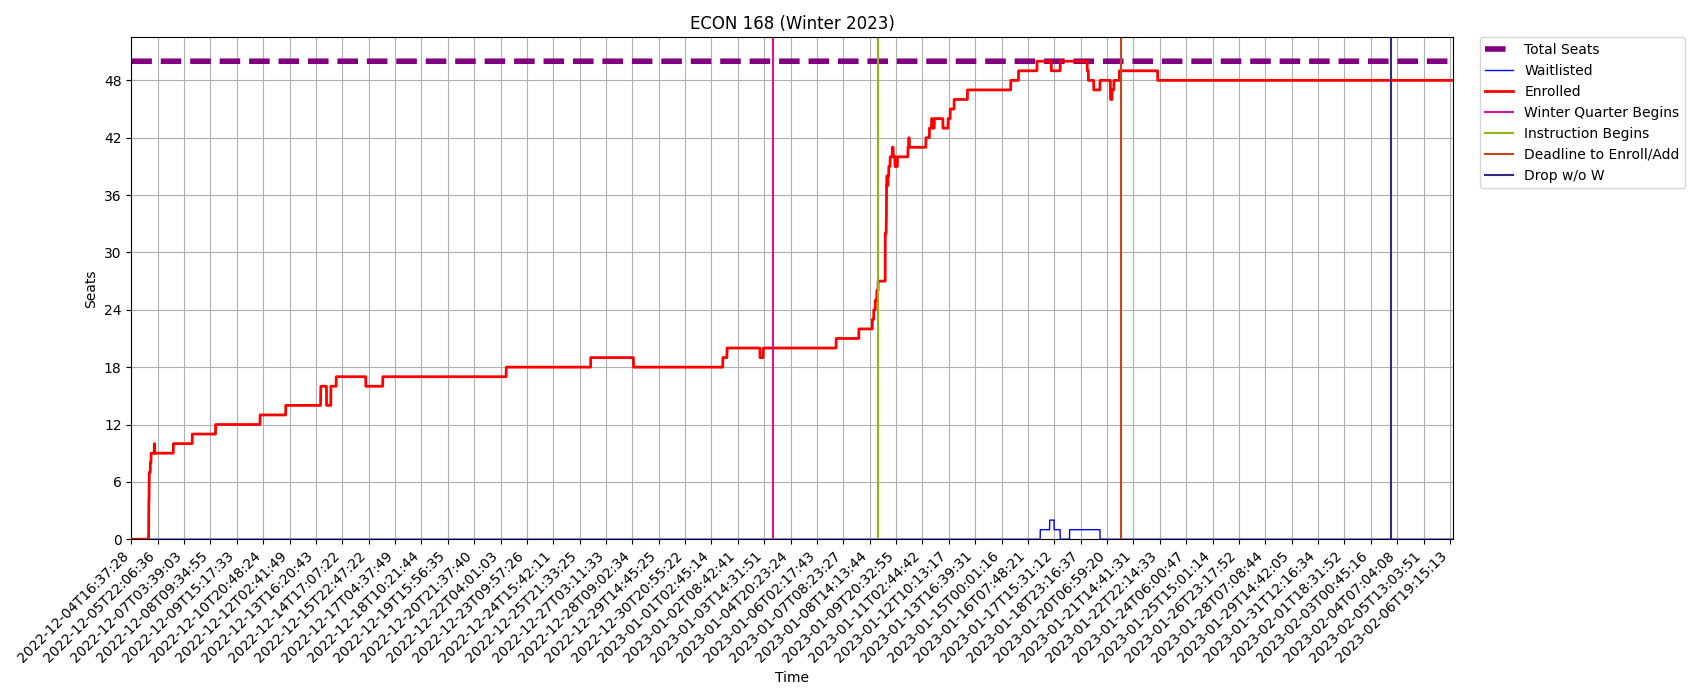 ECON 168 (Winter 2023)
Total Seats
Waitlisted
Enrolled
Winter Quarter Begins
Instruction Begins
Deadline to Enroll/Add
Drop w/o W
Seats
48
42
36
30
24
18
12
6
0
2022-12-04T16:37:28
2022-12-05T22:06:36
2022-12-07T03:39:03
2022-12-08T09:34:55
2022-12-09T15:17:33
2022-12-10T20:48:24
2022-12-12T02:41:49
2022-12-13T16:20:43
2022-12-14T17:07:22
2022-12-15T22:47:22
2022-12-17T04:37:49
2022-12-18T10:21:44
2022-12-19T15:56:35
2022-12-20T21:37:40
2022-12-22T04:01:03
2022-12-23T09:57:26
2022-12-24T15:42:11
2022-12-25T21:33:25
2022-12-27T03:11:33
2022-12-28T09:02:34
2022-12-29T14:45:25
2022-12-30T20:55:22
2023-01-01T02:45:14
2023-01-02T08:42:41
2023-01-03T14:31:51
2023-01-04T20:23:24
2023-01-06T02:17:43
2023-01-07T08:23:27
2023-01-08T14:13:44
2023-01-09T20:32:55
2023-01-11T02:44:42
2023-01-12T10:13:17
2023-01-13T16:39:31
2023-01-15T00:01:16
2023-01-16T07:48:21
2023-01-17T15:31:12
2023-01-18T23:16:37
2023-01-20T06:59:20
2023-01-21T14:41:31
2023-01-22T22:14:33
2023-01-24T06:00:47
2023-01-25T15:01:14
2023-01-26T23:17:52
2023-01-28T07:08:44
2023-01-29T14:42:05
2023-01-31T12:16:34
2023-02-01T18:31:52
2023-02-03T00:45:16
2023-02-04T07:04:08
2023-02-05T13:03:51
2023-02-06T19:15:13
Time